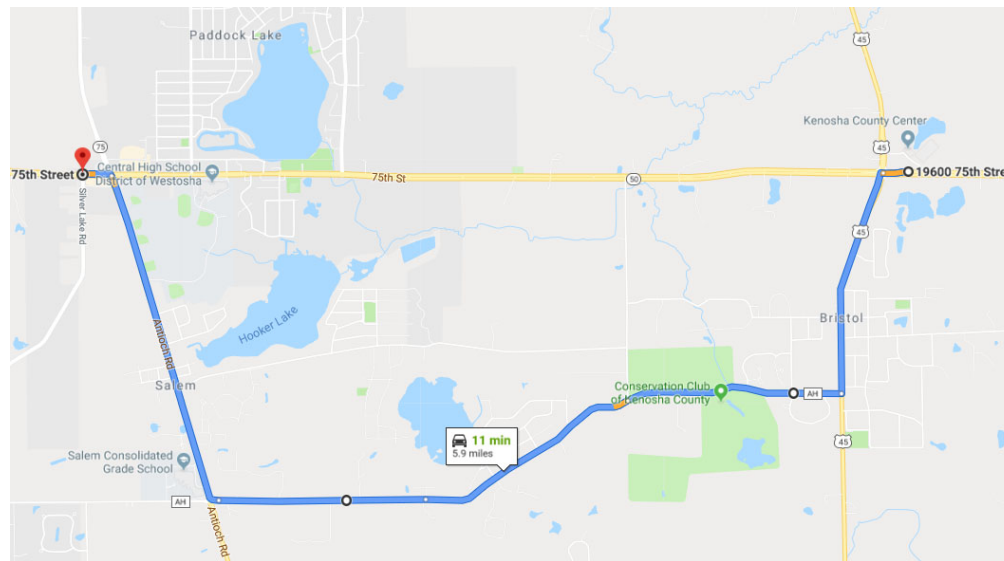 Paddock Lake
45
Kenosha County Center
75
45
Central High School
District of Westosha
75th Street
75th St
50
19600 75th Stre
Silver Lake Rd
45
Hooker Lake
Antioch Rd
Bristol
Salem
Conservation Club
of Kenosha County
AH
11 min
5.9 miles
45
Salem Consolidated
Grade School
AH
Antioch Rd